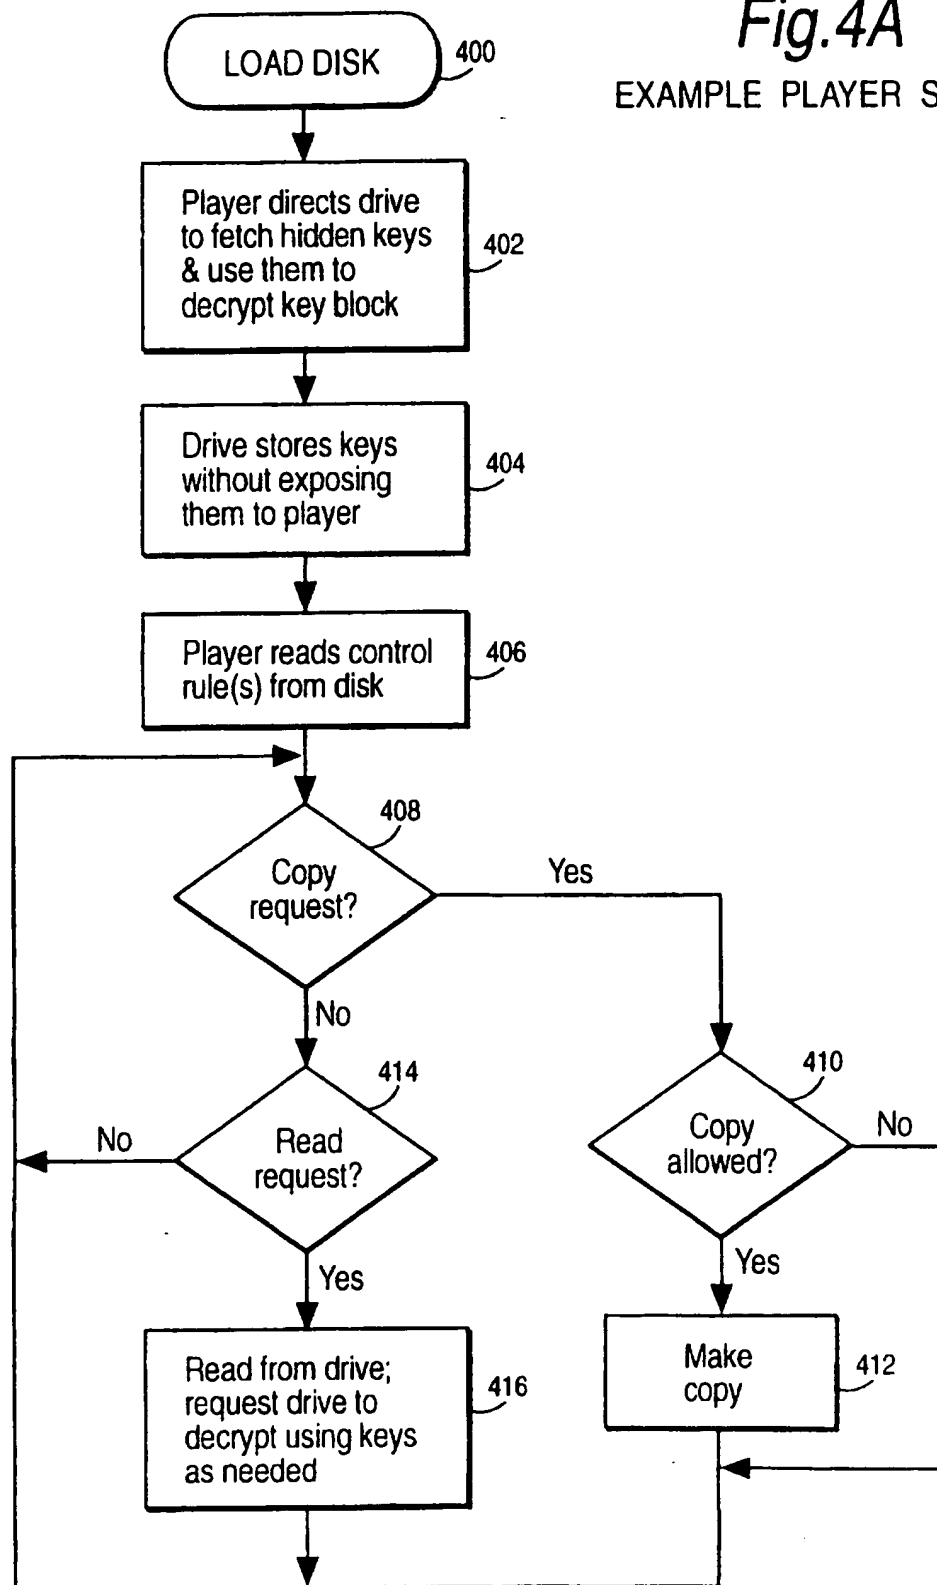 Fig.4A
EXAMPLE PLAYER S
LOAD DISK
400
Player directs drive
to fetch hidden keys
& use them to
decrypt key block
402
Drive stores keys
without exposing
them to player
404
Player reads control
rule(s) from disk
406
Copy
request?
408
Yes
No
Read
request?
414
No
Yes
Copy
allowed?
410
No
Yes
Read from drive;
request drive to
decrypt using keys
as needed
416
Make
copy
412